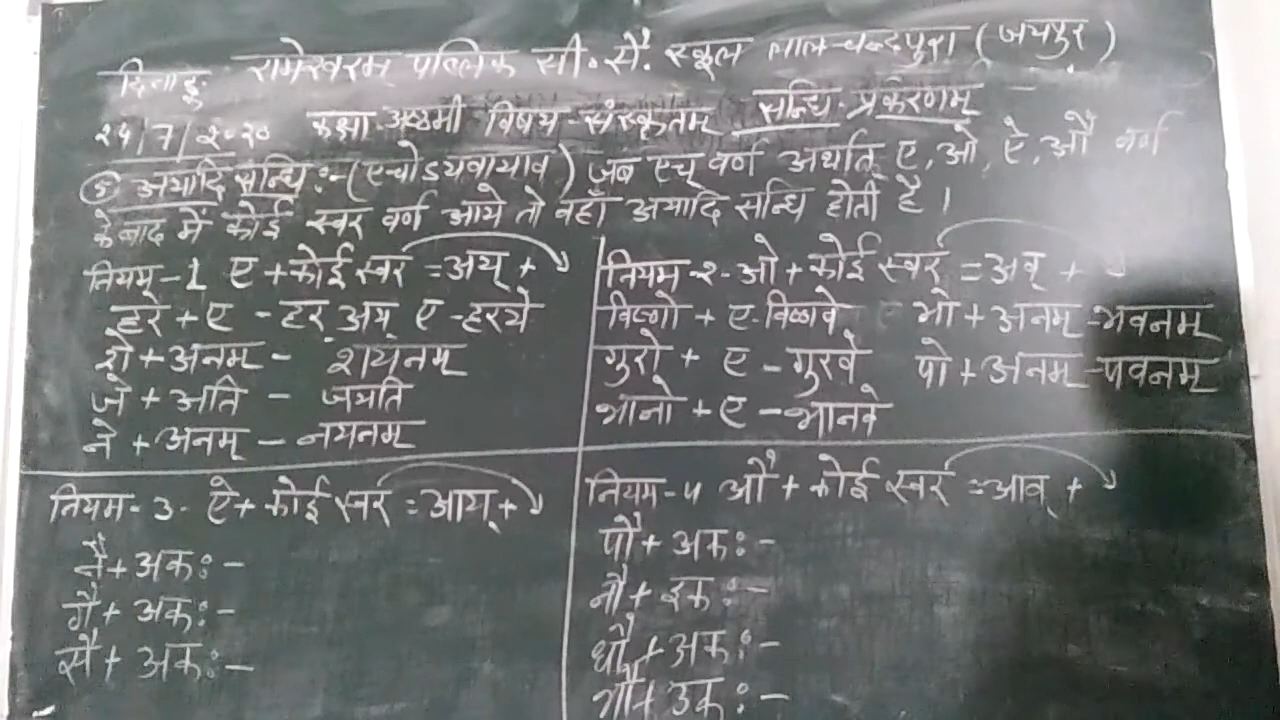 रामेश्वरम पब्लिक सी. सै. स्कूल लालचन्दपुरा (जयपुर)
दिनाङ्क
24/7/2020 कक्षा अष्ठमी विषय-संस्कृतम् सन्धि-प्रकरणम्
⑤ अयादि सन्धि :- (एचोऽयवायाव) जब एच् वर्ण अर्थात् ए, ओ, ऐ, औ वर्ण
के बाद में कोई स्वर वर्ण आये तो वहाँ अयादि सन्धि होती है।
नियम्-1 ए + कोई स्वर = अय् +
हरे + ए - हर् अय् ए - हरये
शे + अनम् - शयनम्
जे + अति - जयति
ने + अनम् - नयनम्
नियम-2- ओ + कोई स्वर् = अव् +
विष्णो + ए - विष्णवे भो + अनम् - भवनम्
गुरो + ए - गुरवे पो + अनम् - पवनम्
भानो + ए - भानवे
नियम-3- ऐ + कोई स्वर = आय् +
नै + अक: -
गै + अक: -
सै + अक: -
नियम-4 औ + कोई स्वर = आव् +
पौ + अक: -
नौ + इक: -
धौ + अक: -
भौ + उक: -